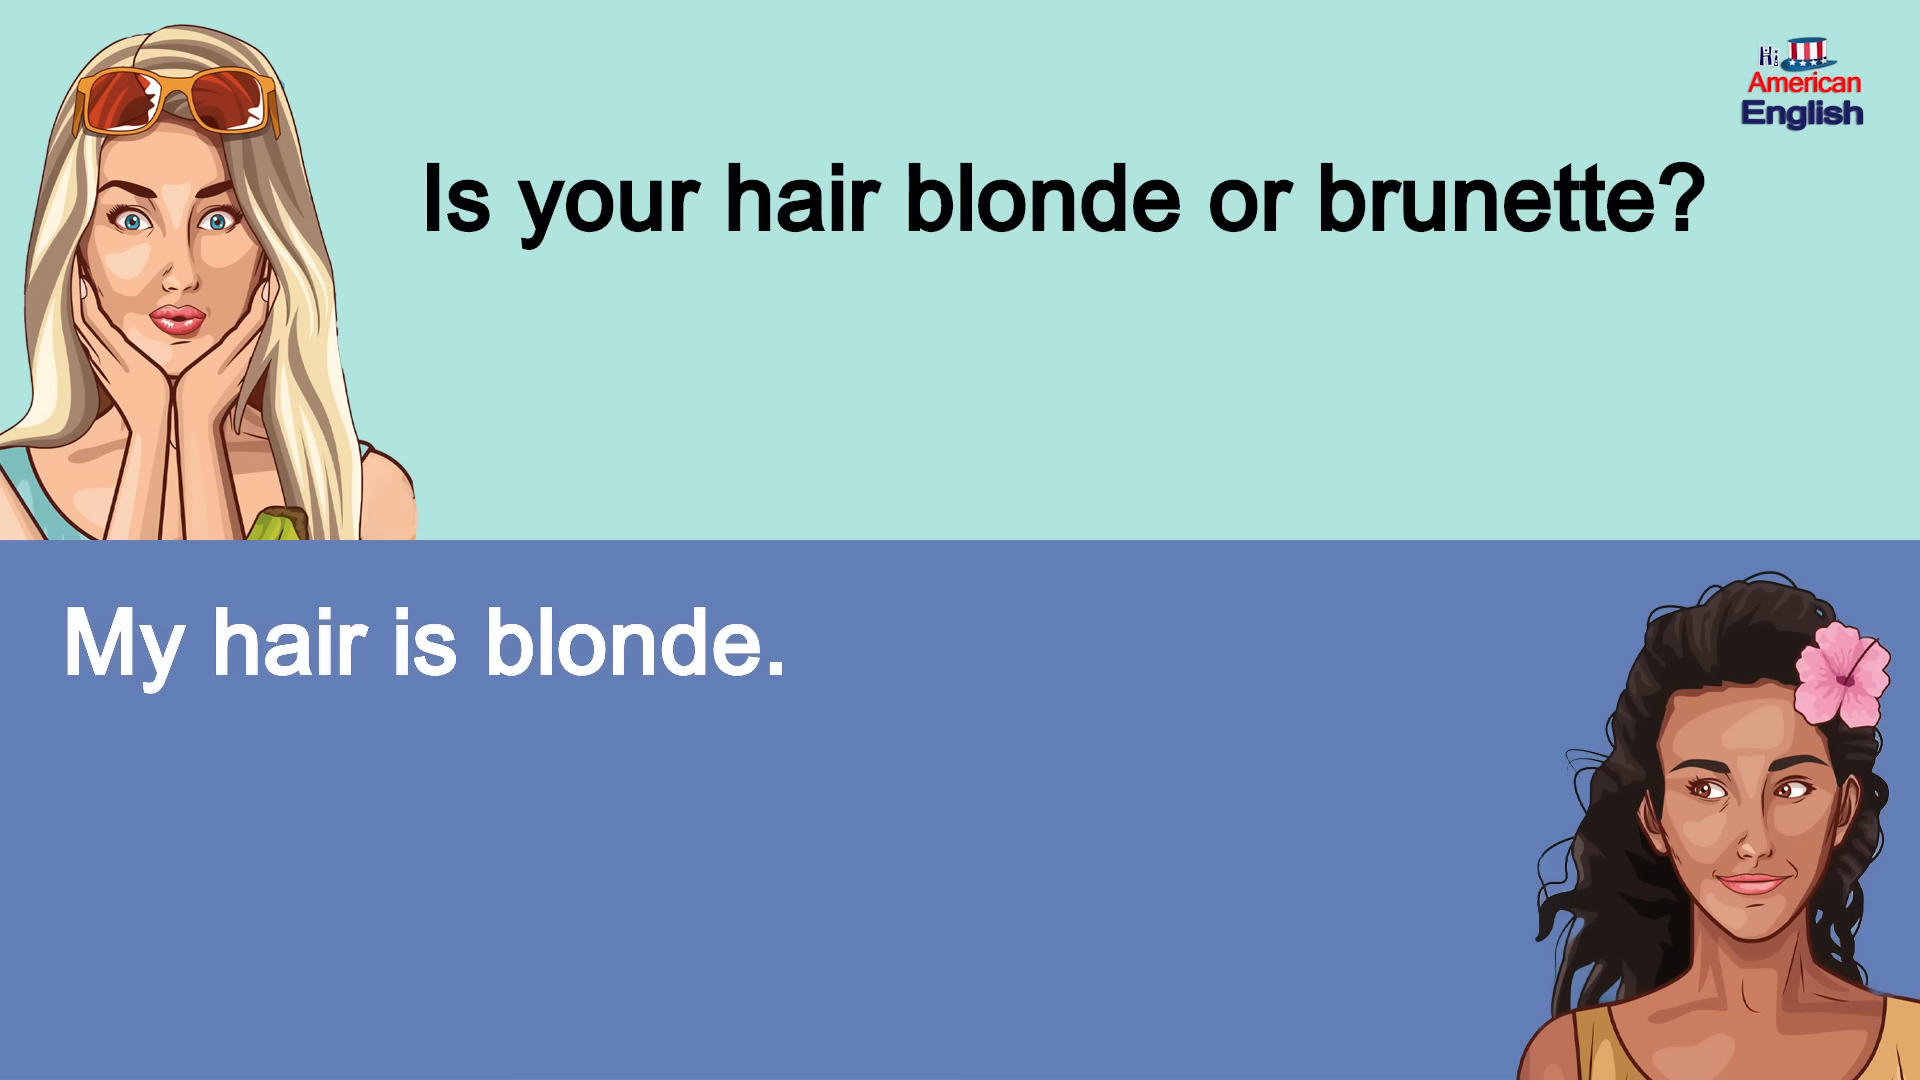 Hi
American
English
Is your hair blonde or brunette?
My hair is blonde.